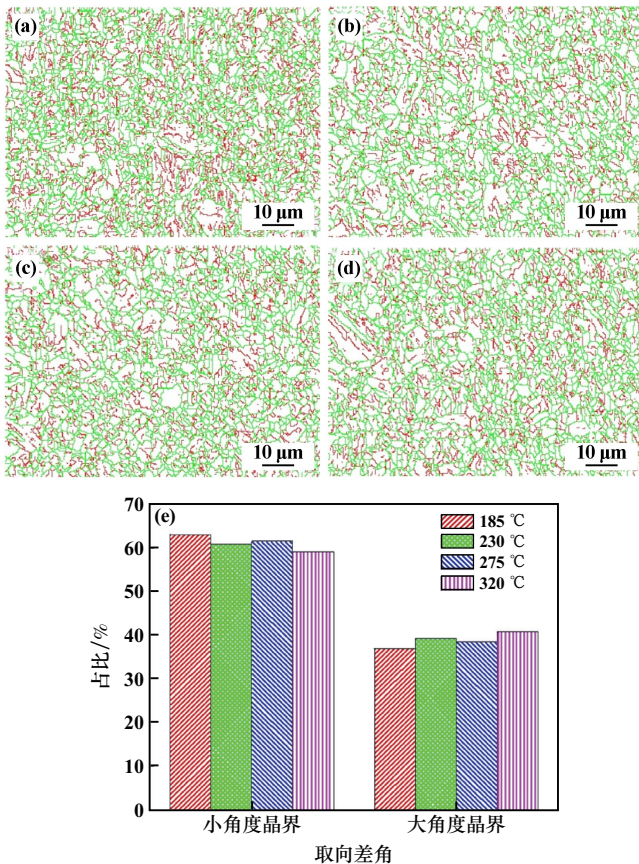 (a)
10 μm
(b)
10 μm
(c)
10 μm
(d)
10 μm
(e)
70
60
50
40
30
20
10
0
占比/%
185 ℃
230 ℃
275 ℃
320 ℃
小角度晶界
大角度晶界
取向差角